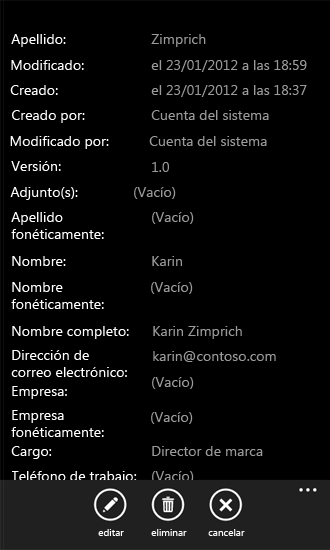 Apellido: Zimprich
Modificado: el 23/01/2012 a las 18:59
Creado: el 23/01/2012 a las 18:37
Creado por: Cuenta del sistema
Modificado por: Cuenta del sistema
Versión: 1.0
Adjunto(s): (Vacío)
Apellido (Vacío)
fonéticamente:
Nombre: Karin
Nombre (Vacío)
fonéticamente:
Nombre completo: Karin Zimprich
Dirección de karin@contoso.com
correo electrónico:
Empresa: (Vacío)
Empresa (Vacío)
fonéticamente:
Cargo: Director de marca
Teléfono de trabajo: (Vacío)
editar eliminar cancelar